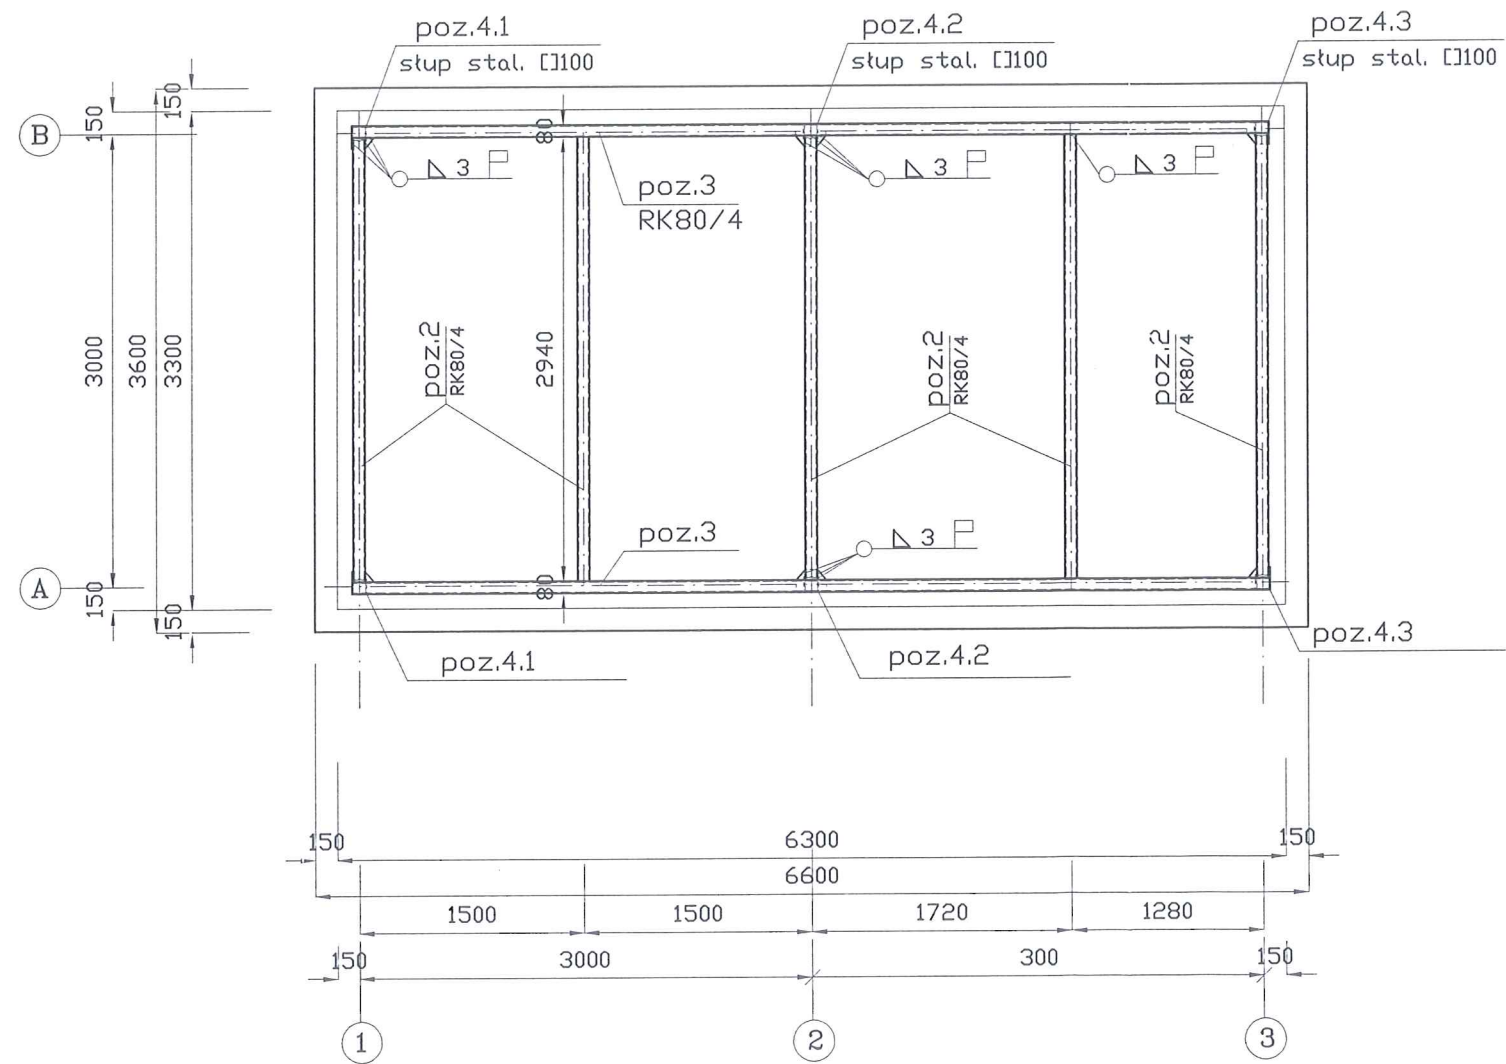 poz.4.1
słup stal. []100
poz.4.2
słup stal. []100
poz.4.3
słup stal. []100
B
150
150
80
3
3
3
poz.3
RK80/4
3000
3600
3300
2940
poz.2
RK80/4
poz.2
RK80/4
poz.2
RK80/4
poz.3
3
A
150
150
80
poz.4.1
poz.4.2
poz.4.3
150
6300
150
6600
1500
1500
1720
1280
150
3000
300
150
1
2
3